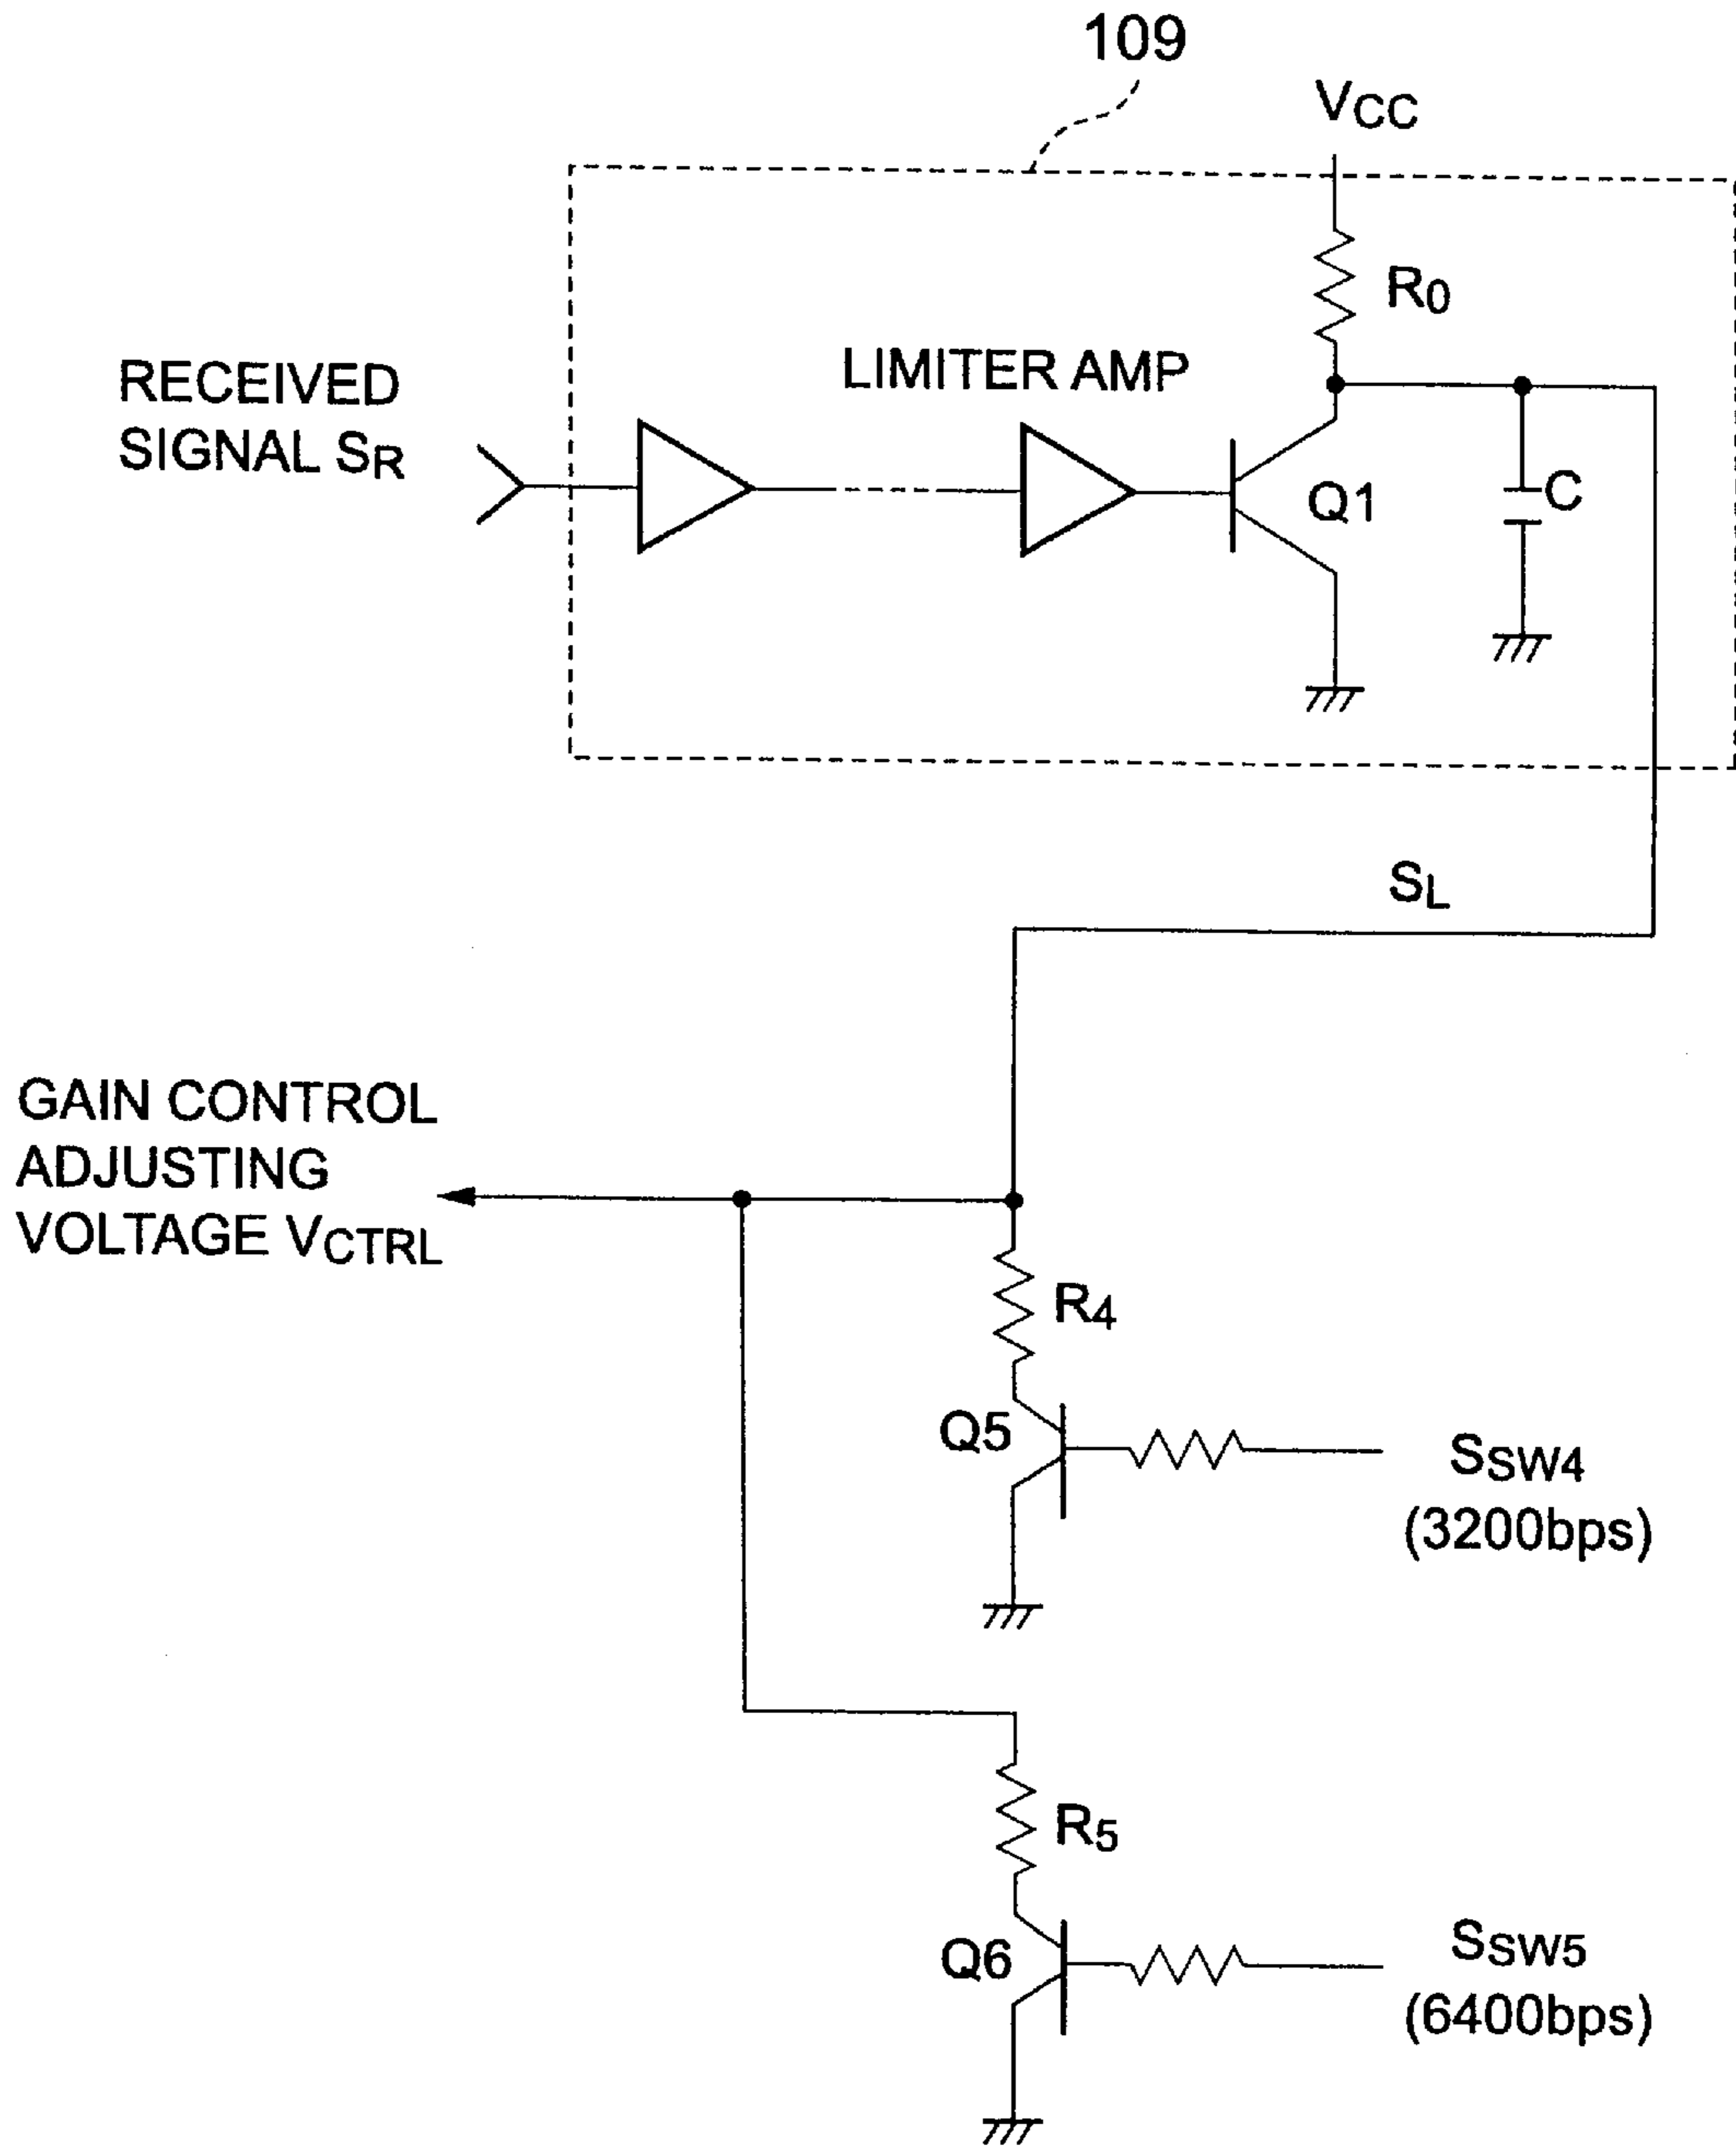 109
VCC
R0
LIMITER AMP
RECEIVED
SIGNAL SR
Q1
C
SL
GAIN CONTROL
ADJUSTING
VOLTAGE VCTRL
R4
Q5
SSW4
(3200bps)
R5
Q6
SSW5
(6400bps)